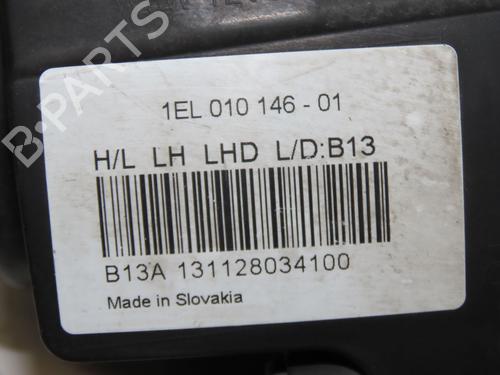 B-PARTS
1EL 010 146 - 01
H/L LH LHD L/D:B13
B13A 131128034100
Made in Slovakia